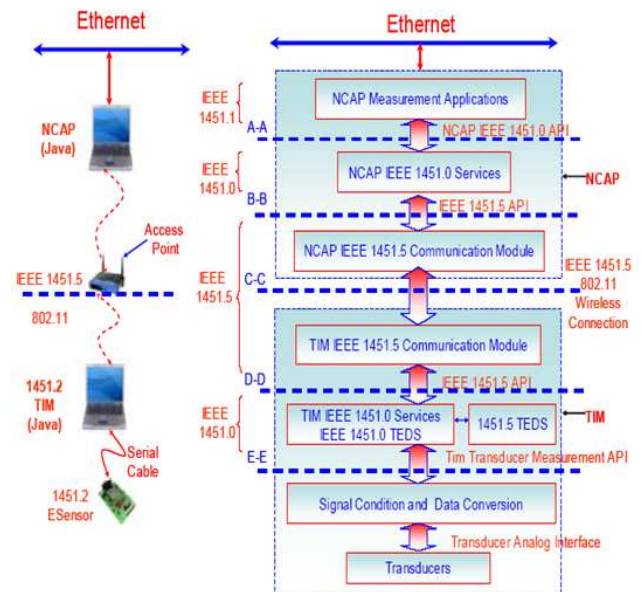 Ethernet
NCAP
(Java)
Access
Point
IEEE 1451.5
802.11
1451.2
TIM
(Java)
Serial
Cable
1451.2
ESensor
Ethernet
IEEE
1451.1
NCAP Measurement Applications
A-A
NCAP IEEE 1451.0 API
IEEE
1451.0
NCAP IEEE 1451.0 Services
NCAP
B-B
IEEE 1451.5 API
NCAP IEEE 1451.5 Communication Module
IEEE
1451.5
C-C
IEEE 1451.5
802.11
Wireless
Connection
TIM IEEE 1451.5 Communication Module
D-D
IEEE 1451.5 API
IEEE
1451.0
TIM IEEE 1451.0 Services
IEEE 1451.0 TEDS
1451.5 TEDS
TIM
E-E
Tim Transducer Measurement API
Signal Condition and Data Conversion
Transducer Analog Interface
Transducers